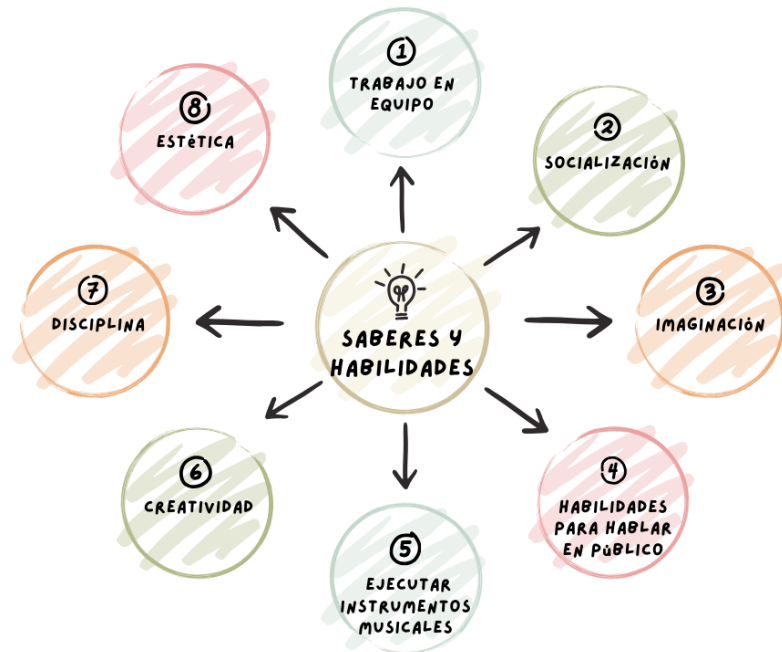 SABERES Y
HABILIDADES
1
TRABAJO EN
EQUIPO
2
SOCIALIZACIÓN
3
IMAGINACIÓN
4
HABILIDADES
PARA HABLAR
EN PÚBLICO
5
EJECUTAR
INSTRUMENTOS
MUSICALES
6
CREATIVIDAD
7
DISCIPLINA
8
ESTÉTICA